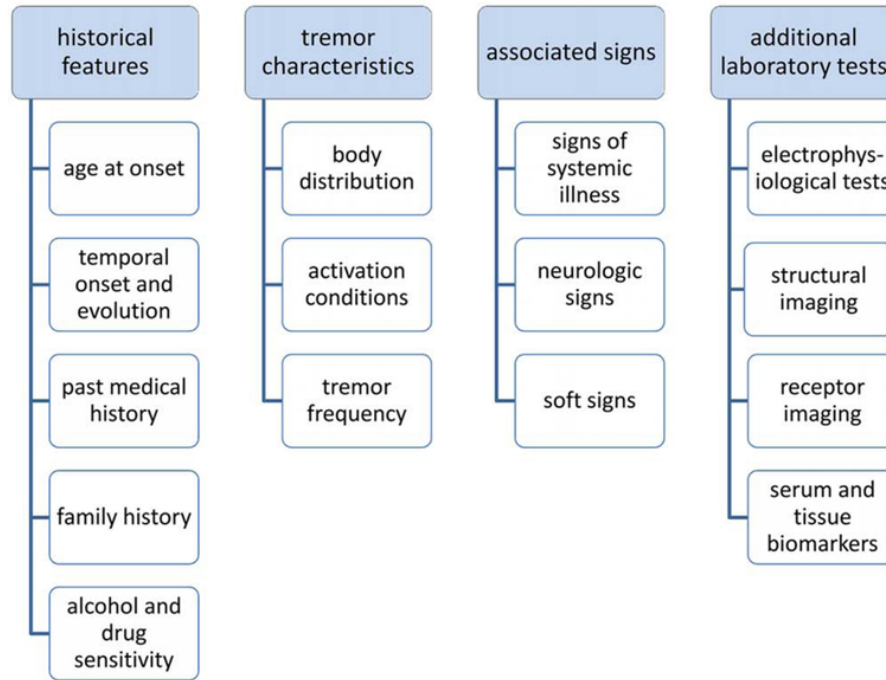 historical
features
age at onset
temporal
onset and
evolution
past medical
history
family history
alcohol and
drug
sensitivity
tremor
characteristics
body
distribution
activation
conditions
tremor
frequency
associated signs
signs of
systemic
illness
neurologic
signs
soft signs
additional
laboratory tests
electrophys-
iological tests
structural
imaging
receptor
imaging
serum and
tissue
biomarkers